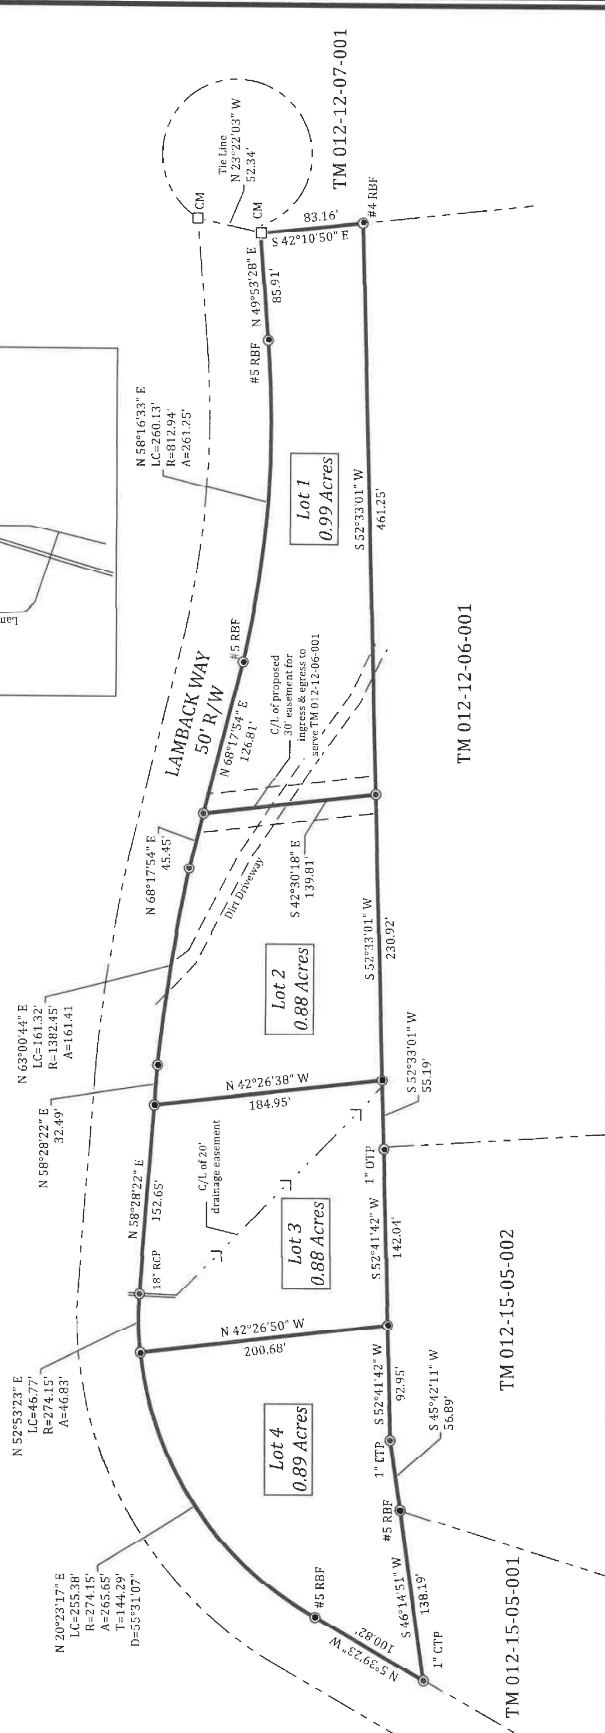 TM 012-12-07-001
Tie Line
N 23°22'03" W
52.34'
CM
CM
83.16'
S 42°10'50" E
#4 RBF
N 49°53'28" E
85.91'
#5 RBF
N 58°16'33" E
LC=260.13'
R=812.94'
A=261.25'
Lot 1
0.99 Acres
S 52°33'01" W
461.25'
#5 RBF
LAMBACK WAY
50' R/W
N 68°17'54" E
126.81'
C/L of proposed
30' easement for
ingress & egress to
serve TM 012-12-06-001
TM 012-12-06-001
N 68°17'54" E
45.45'
Dirt Driveway
S 42°30'18" E
139.81'
N 63°00'44" E
LC=161.32'
R=1382.45'
A=161.41
Lot 2
0.88 Acres
S 52°33'01" W
230.92'
N 58°28'22" E
32.49'
N 42°26'38" W
184.95'
S 52°33'01" W
55.19'
N 58°28'22" E
152.65'
C/L of 20'
drainage easement
1" OTP
18" RCP
Lot 3
0.88 Acres
S 52°41'42" W
142.04'
TM 012-15-05-002
N 52°53'23" E
LC=46.77'
R=274.15'
A=46.83'
N 42°26'50" W
200.68'
S 52°41'42" W
92.95'
Lot 4
0.89 Acres
1" CTP
S 45°42'11" W
56.89'
#5 RBF
N 20°23'17" E
LC=255.38'
R=274.15'
A=265.65'
T=144.29'
D=55°31'07"
#5 RBF
N 5°39'23" W
100.82'
S 46°14'51" W
138.19'
1" CTP
TM 012-15-05-001